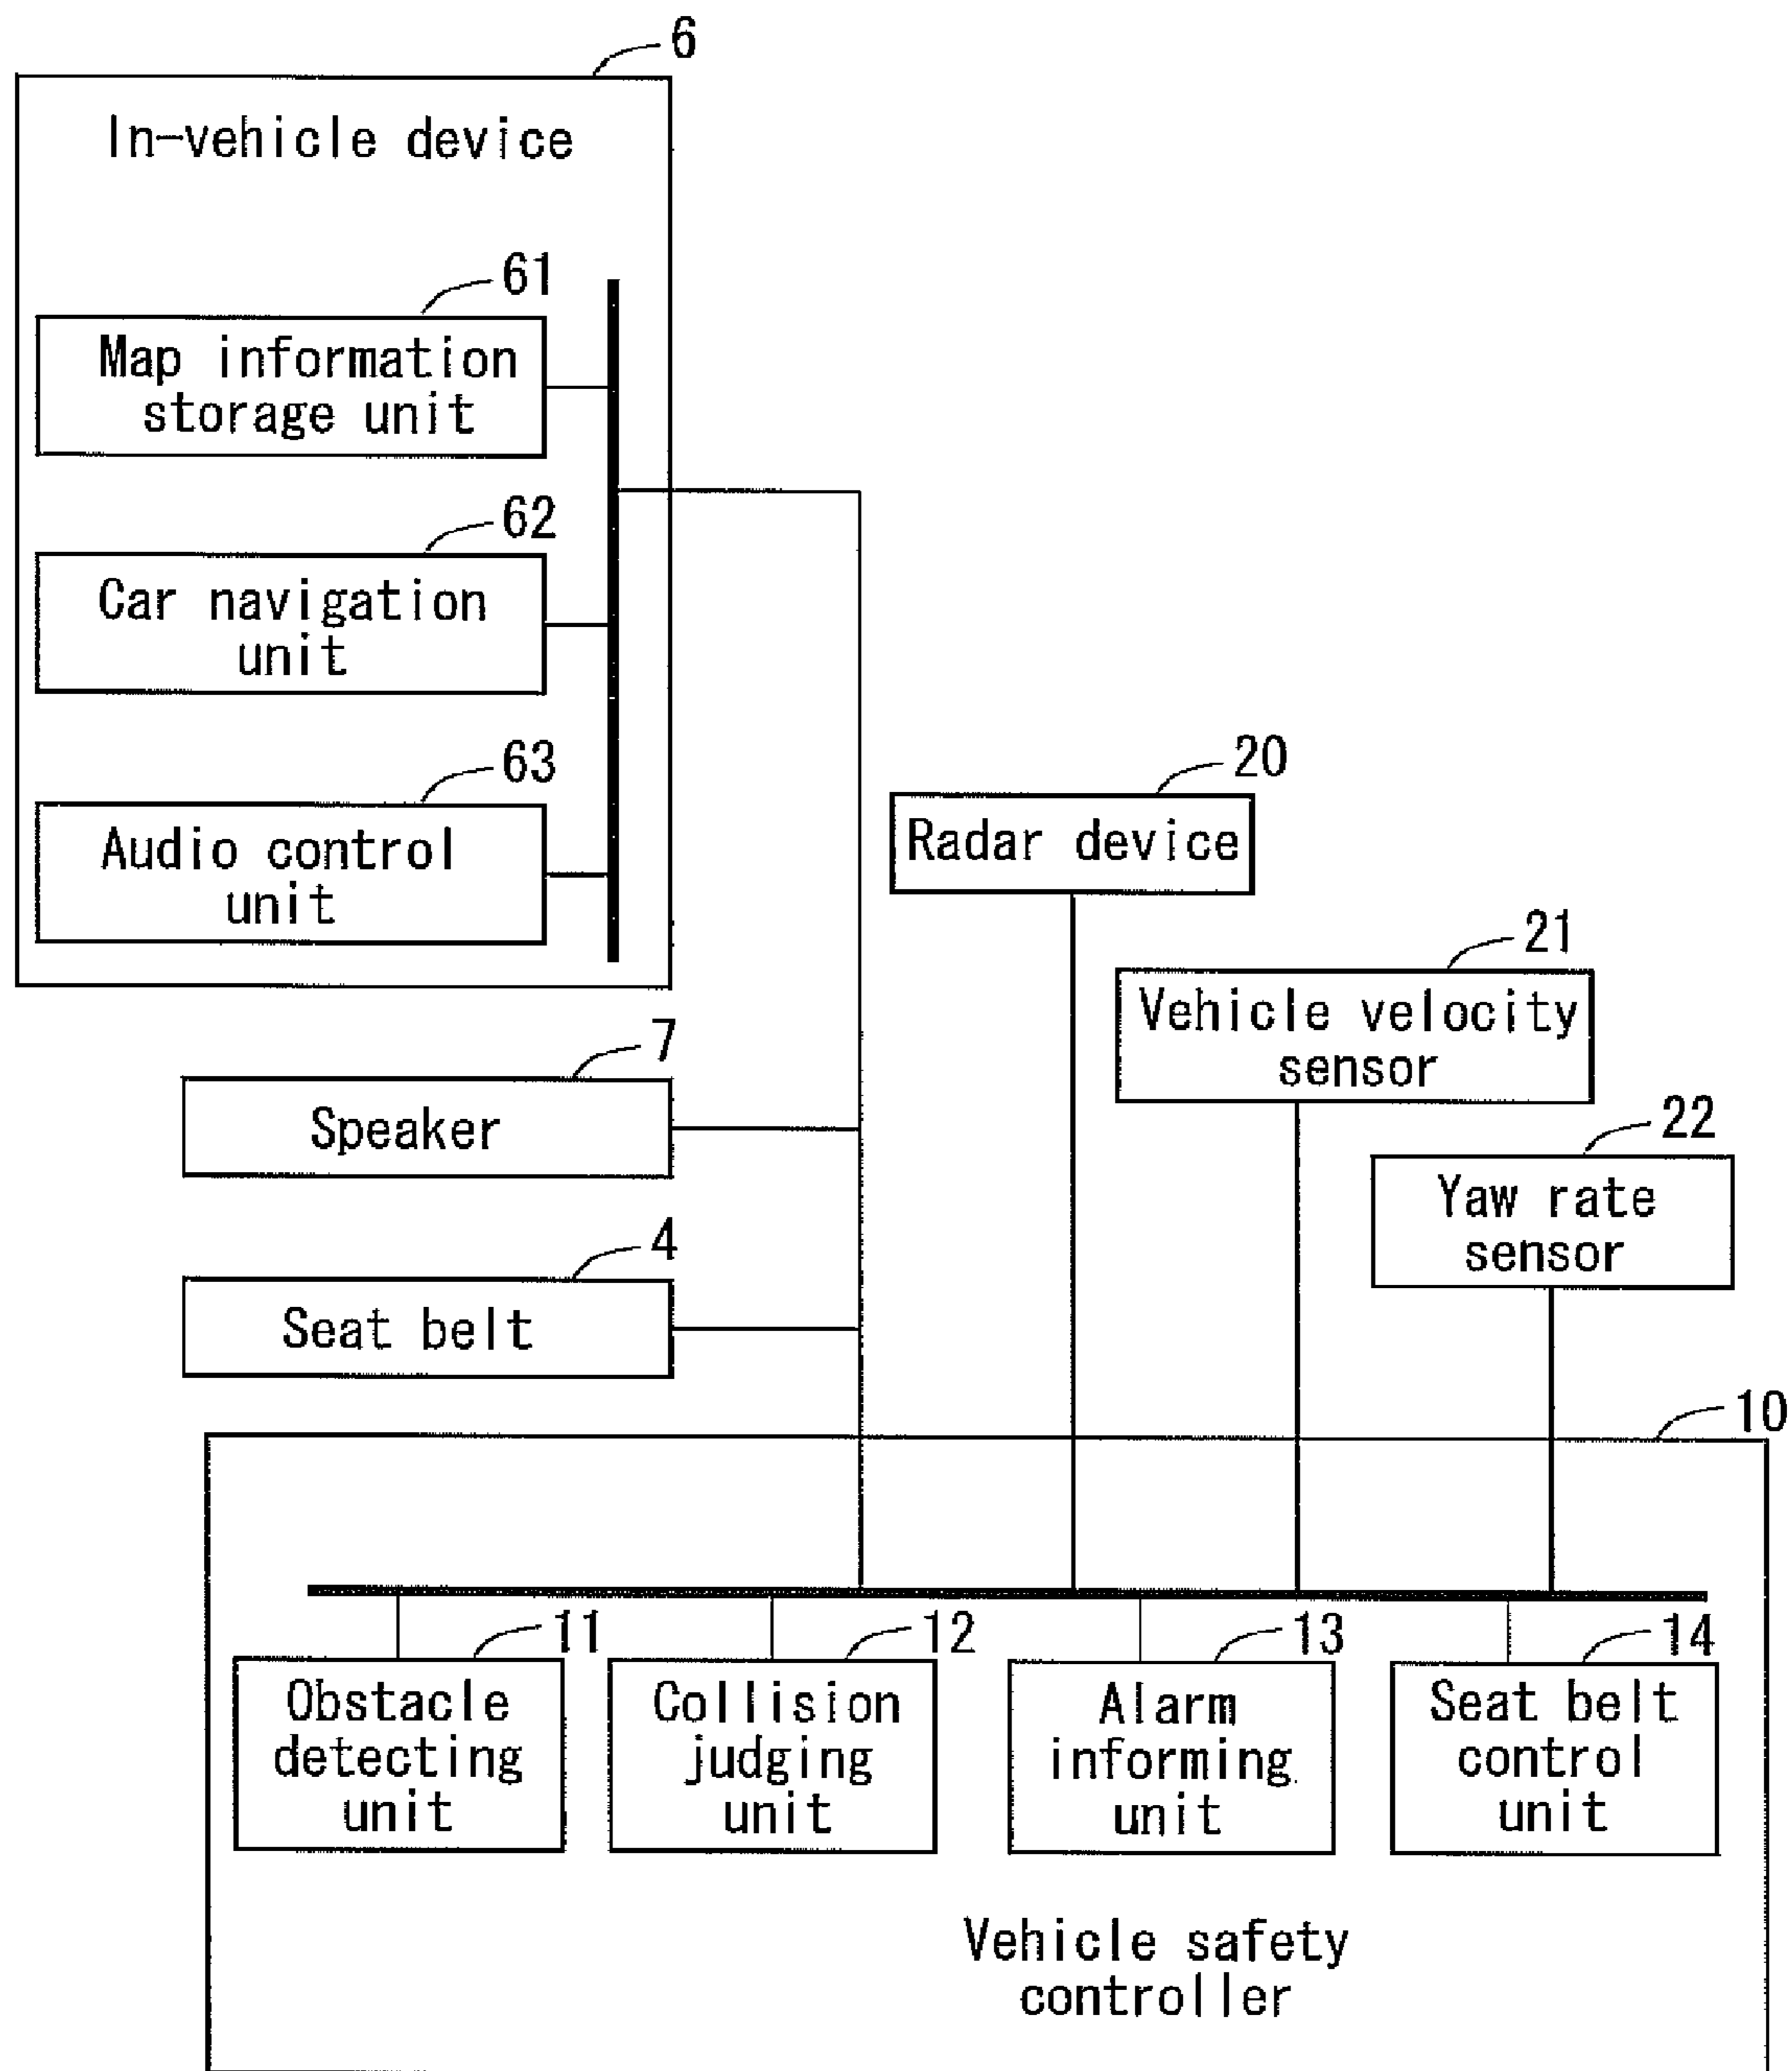 6
In-vehicle device
61
Map information
storage unit
62
Car navigation
unit
63
Audio control
unit
20
Radar device
21
Vehicle velocity
sensor
7
Speaker
22
Yaw rate
sensor
4
Seat belt
10
11
Obstacle
detecting
unit
12
Collision
judging
unit
13
Alarm
informing
unit
14
Seat belt
control
unit
Vehicle safety
controller